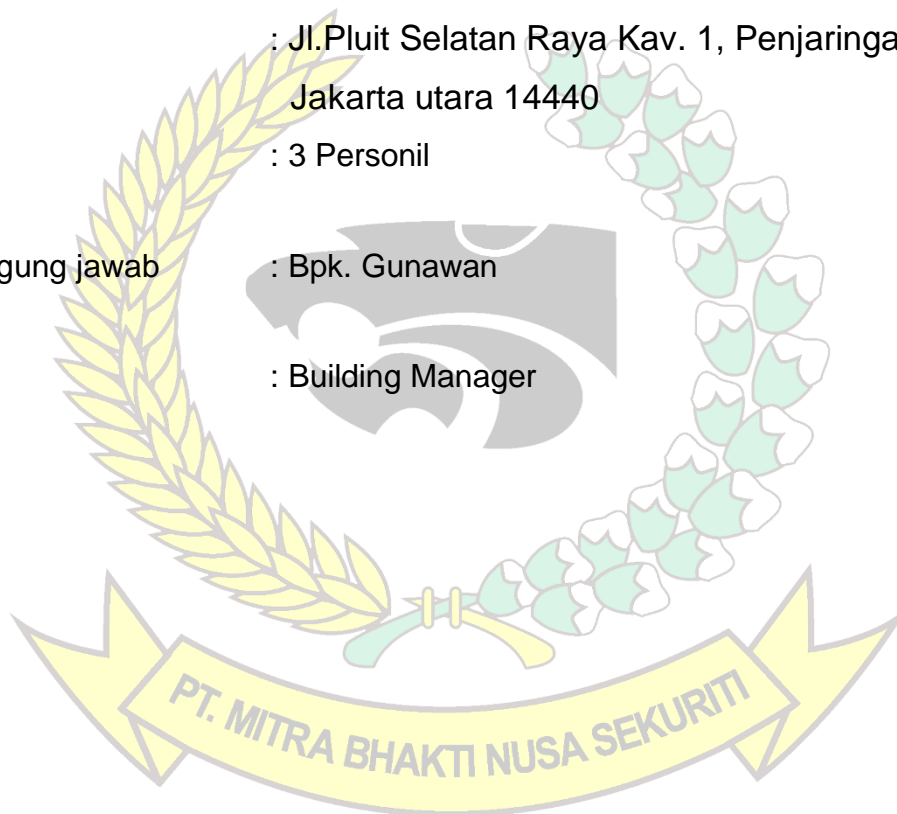 : Jl.Pluit Selatan Raya Kav. 1, Penjaringa
Jakarta utara 14440
: 3 Personil
gung jawab : Bpk. Gunawan
: Building Manager
PT. MITRA BHAKTI NUSA SEKURITI